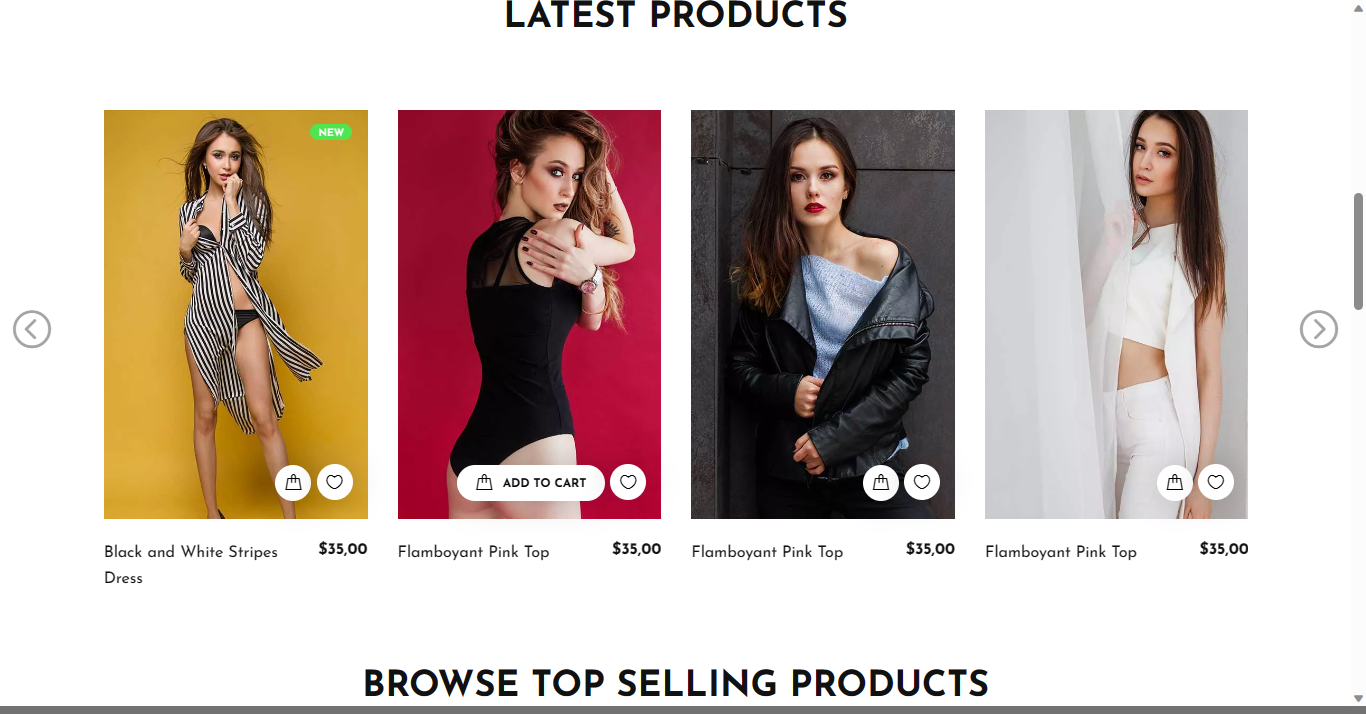 LATEST PRODUCTS
NEW
ADD TO CART
Black and White Stripes Dress
$35,00
Flamboyant Pink Top
$35,00
Flamboyant Pink Top
$35,00
Flamboyant Pink Top
$35,00
BROWSE TOP SELLING PRODUCTS